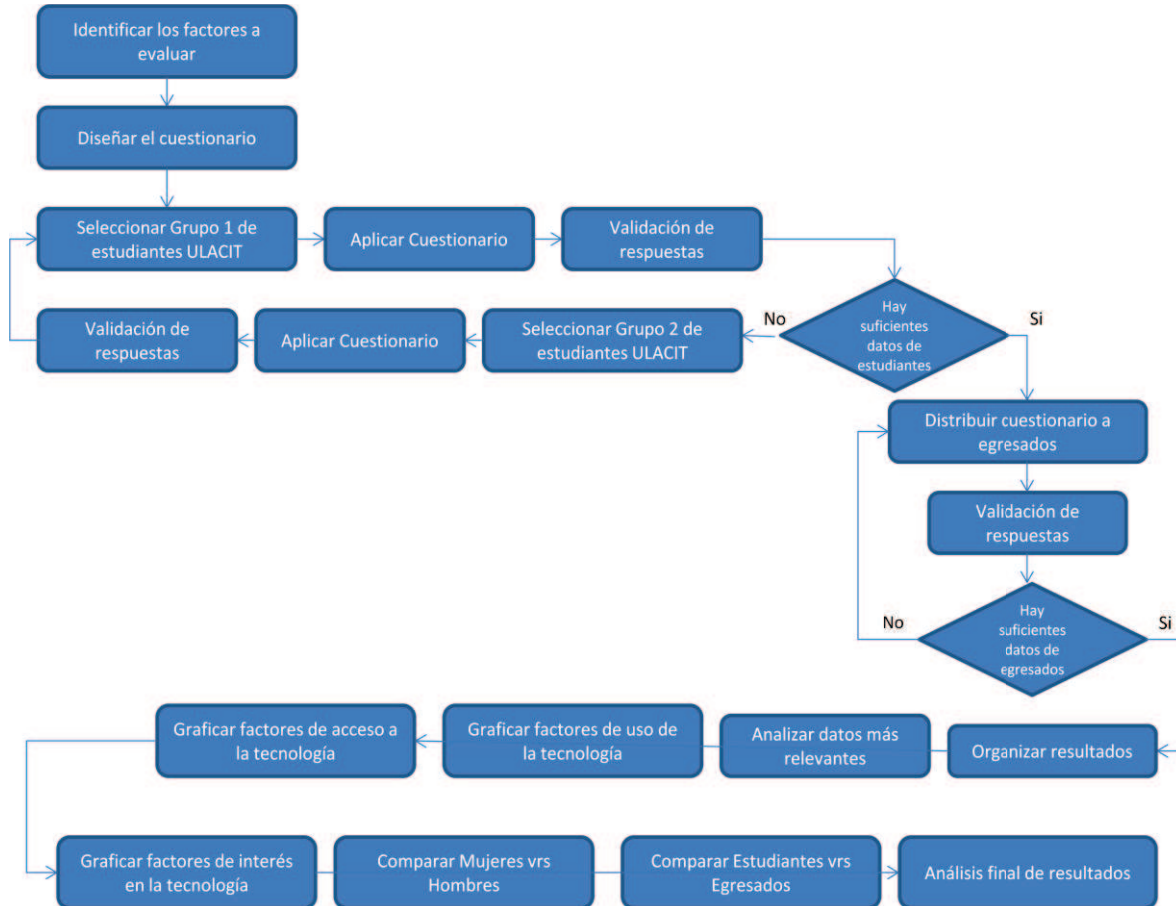 Identificar los factores a
evaluar
Diseñar el cuestionario
Seleccionar Grupo 1 de
estudiantes ULACIT
Aplicar Cuestionario
Validación de
respuestas
Hay
suficientes
datos de
estudiantes
No
Si
Seleccionar Grupo 2 de
estudiantes ULACIT
Aplicar Cuestionario
Validación de
respuestas
Distribuir cuestionario a
egresados
Validación de
respuestas
Hay
suficientes
datos de
egresados
No
Si
Organizar resultados
Analizar datos más
relevantes
Graficar factores de uso de
la tecnología
Graficar factores de acceso a
la tecnología
Graficar factores de interés
en la tecnología
Comparar Mujeres vrs
Hombres
Comparar Estudiantes vrs
Egresados
Análisis final de resultados